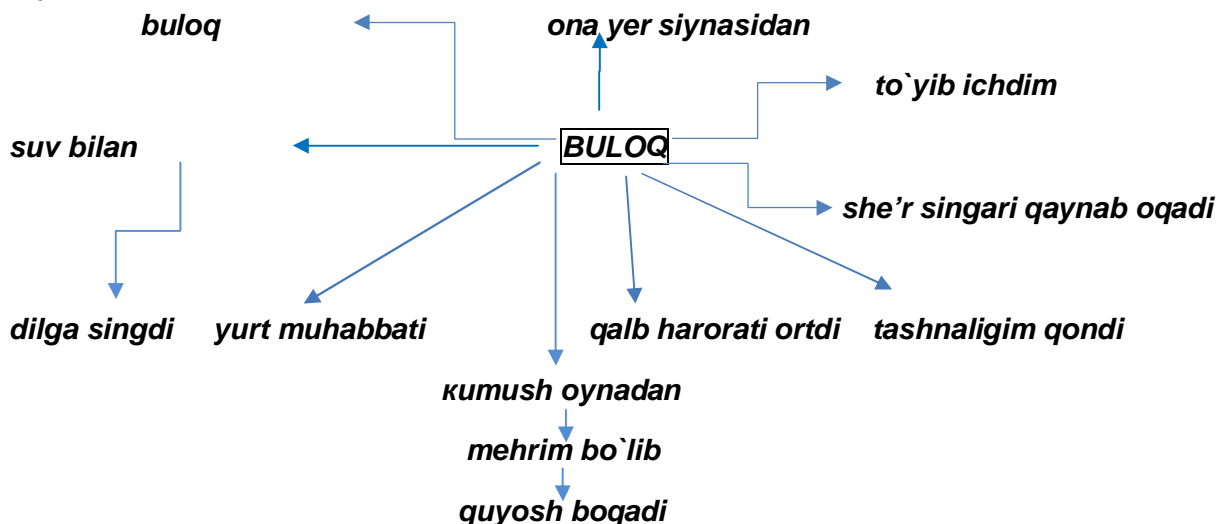 buloq
ona yer siynasidan
to`yib ichdim
suv bilan
BULOQ
she’r singari qaynab oqadi
dilga singdi
yurt muhabbati
qalb harorati ortdi
tashnaligim qondi
кumush oynadan
mehrim bo`lib
quyosh boqadi